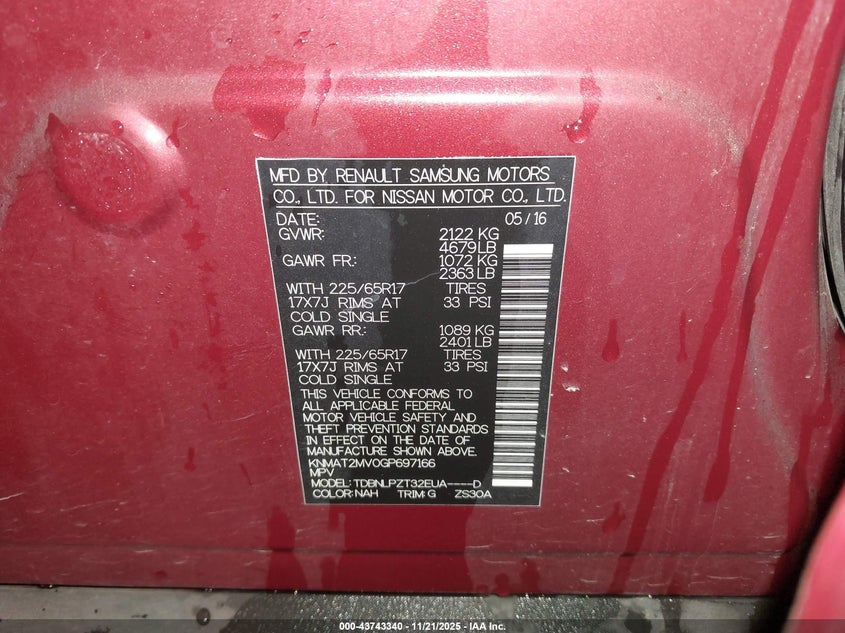 MFD BY RENAULT SAMSUNG MOTORS
CO., LTD. FOR NISSAN MOTOR CO., LTD.
DATE: 05/16
GVWR: 2122 KG
4679 LB
GAWR FR.: 1072 KG
2363 LB
WITH 225/65R17 TIRES
17X7J RIMS AT 33 PSI
COLD SINGLE
GAWR RR.: 1089 KG
2401 LB
WITH 225/65R17 TIRES
17X7J RIMS AT 33 PSI
COLD SINGLE
THIS VEHICLE CONFORMS TO
ALL APPLICABLE FEDERAL
MOTOR VEHICLE SAFETY AND
THEFT PREVENTION STANDARDS
IN EFFECT ON THE DATE OF
MANUFACTURE SHOWN ABOVE.
KNMAT2MV0GP697166
MPV
MODEL: TDBNLPZT32EUA----D
COLOR:NAH TRIM:G ZS30A
000-43743340 - 11/21/2025 - IAA Inc.